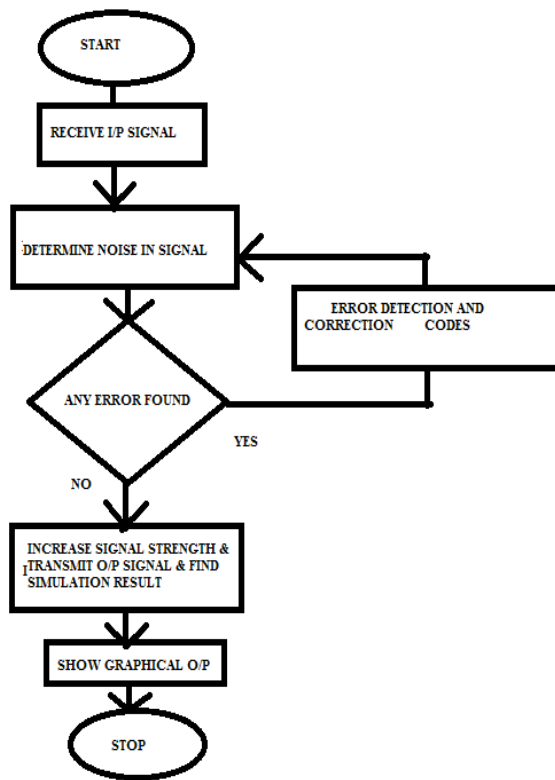 START
RECEIVE I/P SIGNAL
DETERMINE NOISE IN SIGNAL
ERROR DETECTION AND
CORRECTION CODES
ANY ERROR FOUND
YES
NO
INCREASE SIGNAL STRENGTH &
TRANSMIT O/P SIGNAL & FIND
SIMULATION RESULT
SHOW GRAPHICAL O/P
STOP